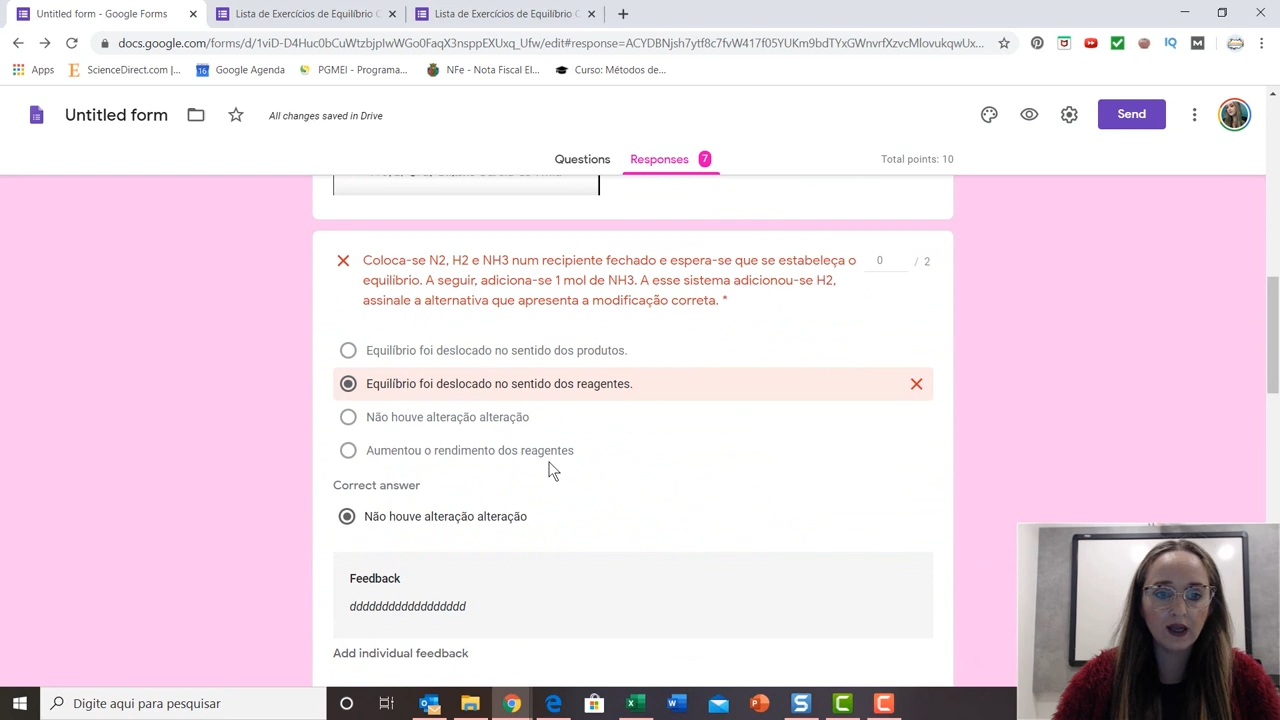 Untitled form - Google Forms
Lista de Exercícios de Equilíbrio
Lista de Exercícios de Equilíbrio
docs.google.com/forms/d/1viD-D4Huc0bCuWtzbjpIwWGo0FaqX3nsppEXUxq_Ufw/edit#response=ACYDBNjsh7ytf8c7fvW417f05YUKm9bdTYxGWnvrfXzvcMlovukqwUx...
Apps
ScienceDirect.com |...
Google Agenda
PGMEI - Programa...
NFe - Nota Fiscal El...
Curso: Métodos de...
Untitled form
All changes saved in Drive
Send
Questions
Responses
7
Total points: 10
Coloca-se N2, H2 e NH3 num recipiente fechado e espera-se que se estabeleça o
0 / 2
equilíbrio. A seguir, adiciona-se 1 mol de NH3. A esse sistema adicionou-se H2,
assinale a alternativa que apresenta a modificação correta. *
Equilíbrio foi deslocado no sentido dos produtos.
Equilíbrio foi deslocado no sentido dos reagentes.
Não houve alteração alteração
Aumentou o rendimento dos reagentes
Correct answer
Não houve alteração alteração
Feedback
dddddddddddddddddd
Add individual feedback
Digite aqui para pesquisar